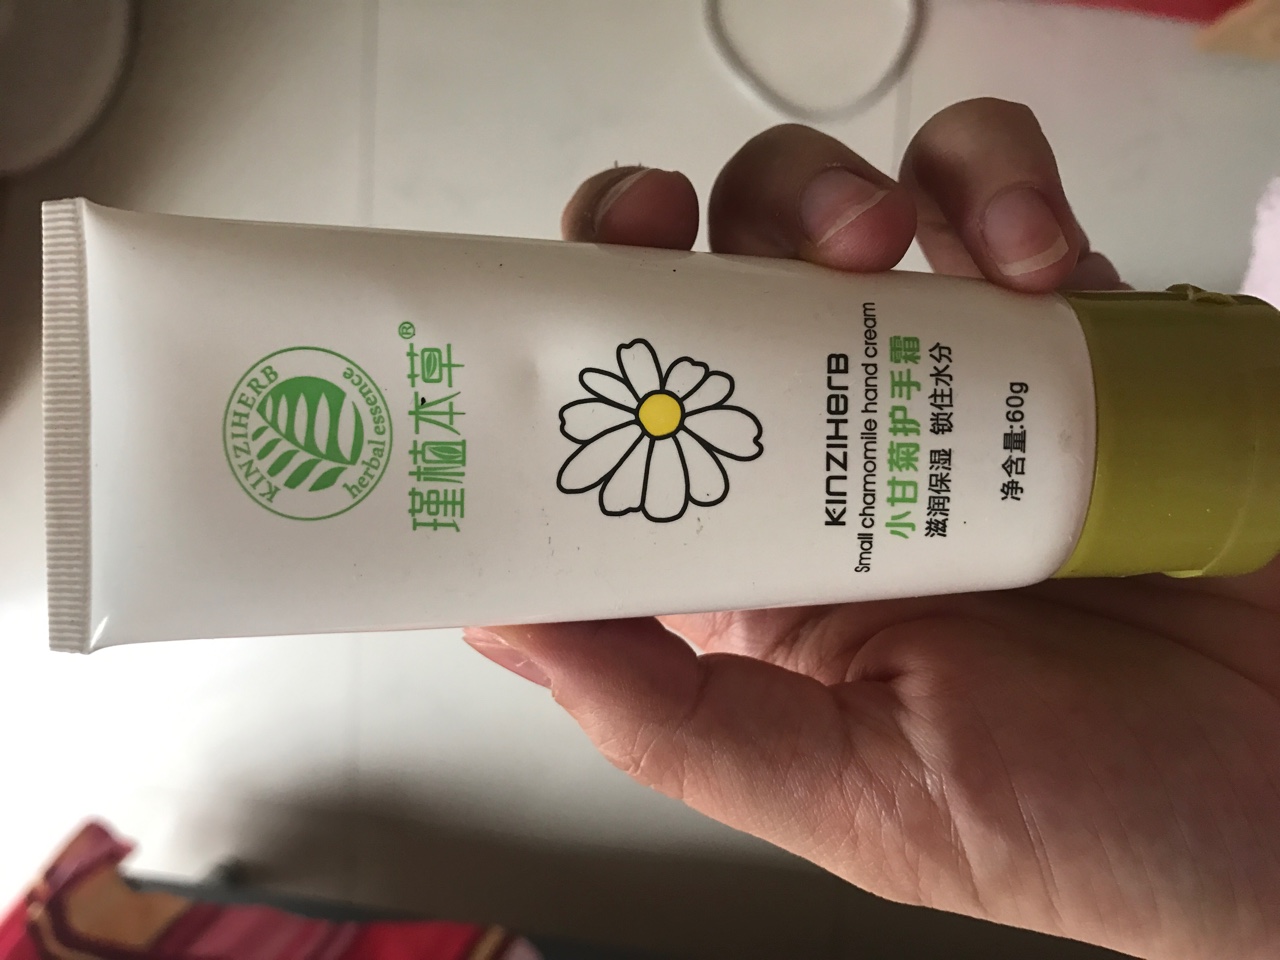 KINZIHERB
herbal essence
瑾植本草®
KINZIHERB
Small chamomile hand cream
小甘菊护手霜
滋润保湿 锁住水分
净含量:60g